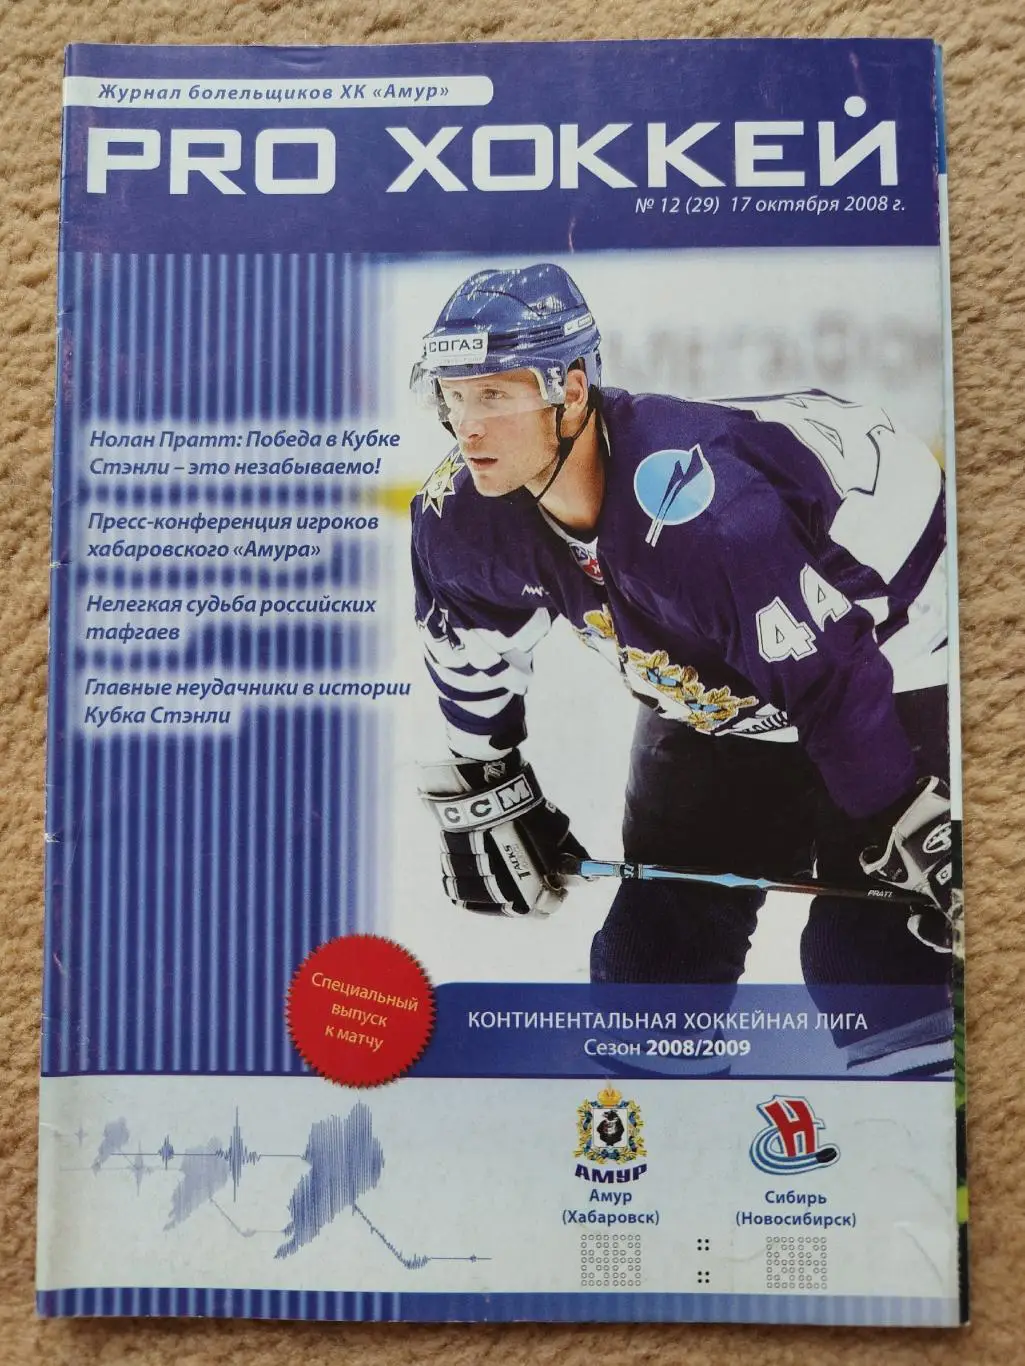 Журнал болельщиков ХК «Амур»
PRO ХОККЕЙ
№ 12 (29) 17 октября 2008 г.
СОГАЗ
Нолан Пратт: Победа в Кубке
Стэнли – это незабываемо!
Пресс-конференция игроков
хабаровского «Амура»
Нелегкая судьба российских
тафгаев
Главные неудачники в истории
Кубка Стэнли
44
CCM
TACKS
PRATT
Специальный
выпуск
к матчу
КОНТИНЕНТАЛЬНАЯ ХОККЕЙНАЯ ЛИГА
Сезон 2008/2009
АМУР
Амур
(Хабаровск)
Н
Сибирь
(Новосибирск)